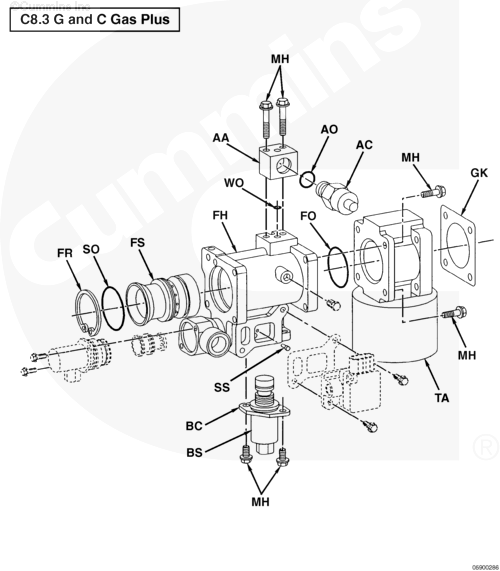 ©Cummins Inc
C8.3 G and C Gas Plus
Cummins
MH
AA
AO
AC
MH
GK
WO
FH
FO
FS
SO
FR
SS
MH
TA
BC
BS
MH
®
06900286